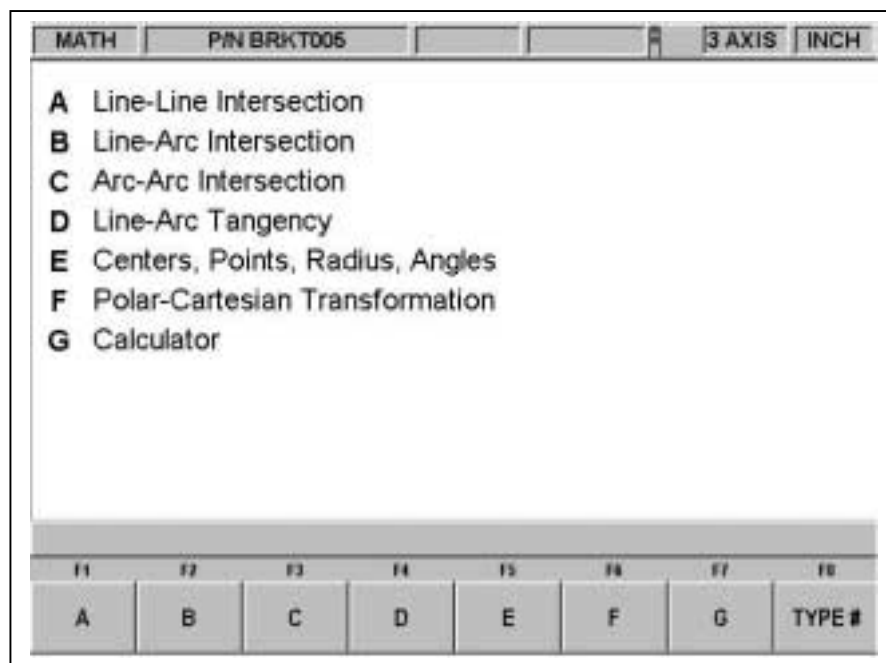 MATH P/N BRKT005 3 AXIS INCH
A Line-Line Intersection
B Line-Arc Intersection
C Arc-Arc Intersection
D Line-Arc Tangency
E Centers, Points, Radius, Angles
F Polar-Cartesian Transformation
G Calculator
F1 F2 F3 F4 F5 F6 F7 F8
A B C D E F G TYPE #